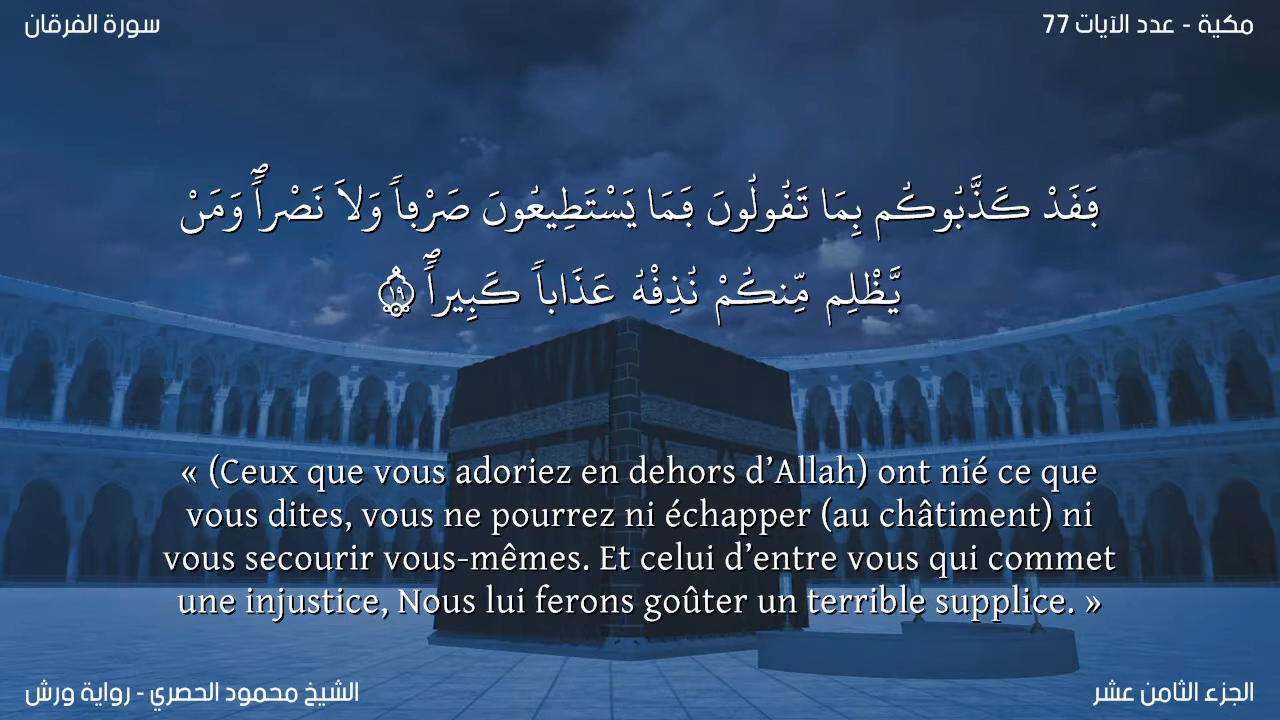 سورة الفرقان
مكية - عدد الآيات 77
فَقَدْ كَذَّبُوكُم بِمَا تَقُولُونَ فَمَا يَسْتَطِيعُونَ صَرْفاٗ وَلاَ نَصْراٗۖ وَمَنْ
يَّظْلِم مِّنكُمْ نُذِقْهُ عَذَاباٗ كَبِيراٗۖ ١٩
« (Ceux que vous adoriez en dehors d’Allah) ont nié ce que
vous dites, vous ne pourrez ni échapper (au châtiment) ni
vous secourir vous-mêmes. Et celui d’entre vous qui commet
une injustice, Nous lui ferons goûter un terrible supplice. »
الشيخ محمود الحصري - رواية ورش
الجزء الثامن عشر